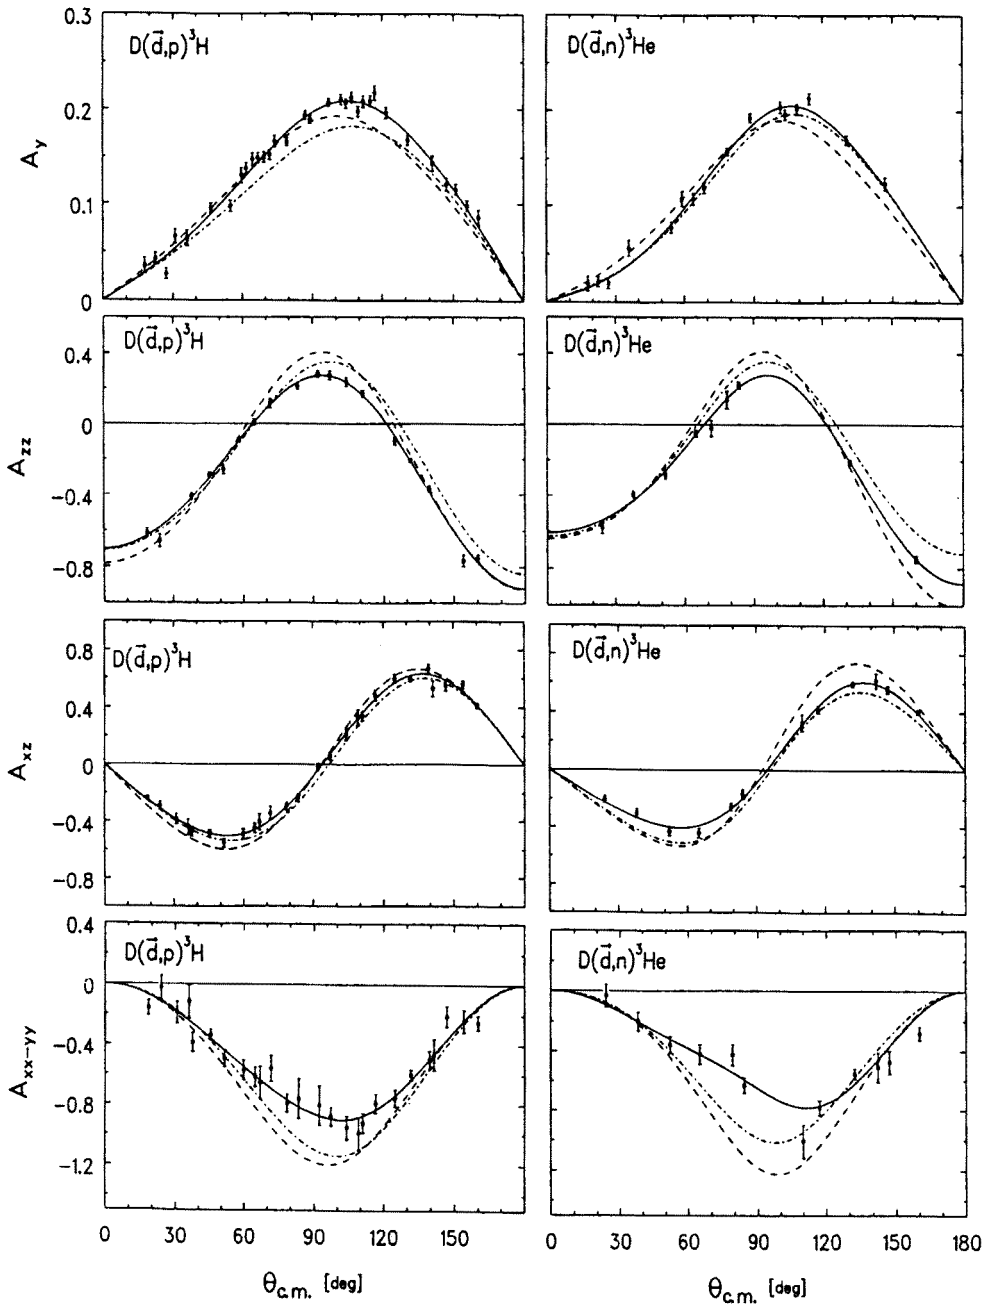 0.3
D(d⃗,p)³H
D(d⃗,n)³He
0.2
A_y
0.1
0
D(d⃗,p)³H
D(d⃗,n)³He
0.4
0
A_zz
−0.4
−0.8
0.8
D(d⃗,p)³H
D(d⃗,n)³He
0.4
A_xz
0
−0.4
−0.8
0.4
D(d⃗,p)³H
D(d⃗,n)³He
0
−0.4
A_xx−yy
−0.8
−1.2
0 30 60 90 120 150 0 30 60 90 120 150 180
θ_c.m. [deg] θ_c.m. [deg]